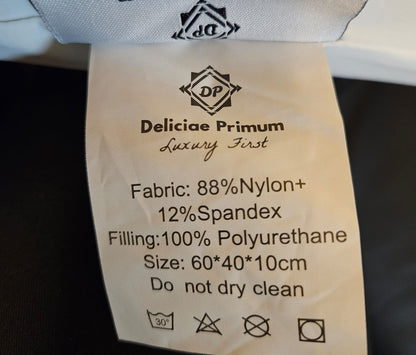 DP
DP
Deliciae Primum
Luxury First
Fabric: 88%Nylon+
12%Spandex
Filling:100% Polyurethane
Size: 60*40*10cm
Do not dry clean
30°